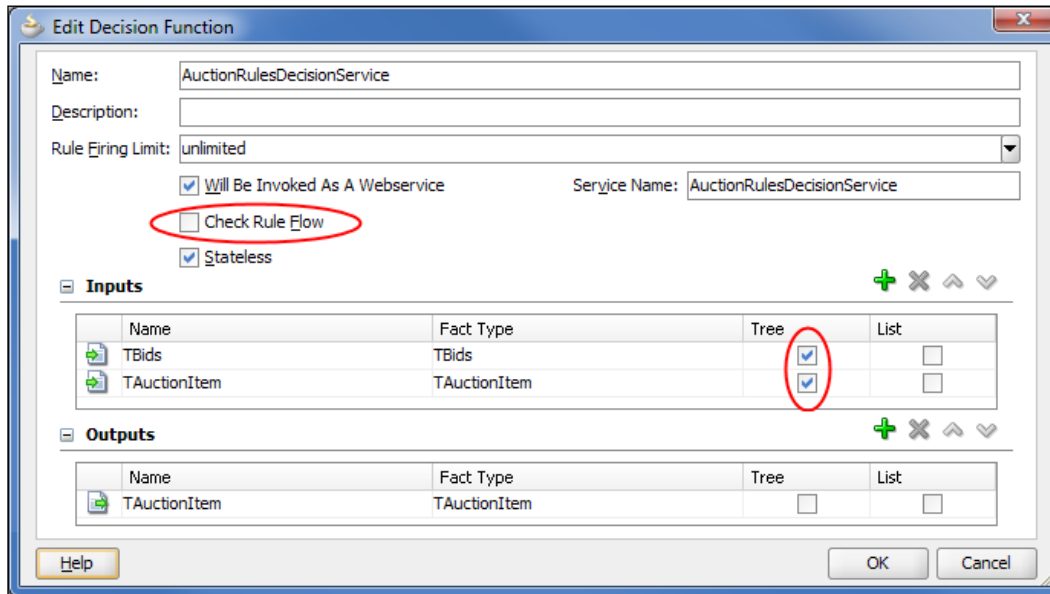 Edit Decision Function
Name: AuctionRulesDecisionService
Description:
Rule Firing Limit: unlimited
Will Be Invoked As A Webservice Service Name: AuctionRulesDecisionService
Check Rule Flow
Stateless
Inputs
Name Fact Type Tree List
TBids TBids
TAuctionItem TAuctionItem
Outputs
Name Fact Type Tree List
TAuctionItem TAuctionItem
Help OK Cancel